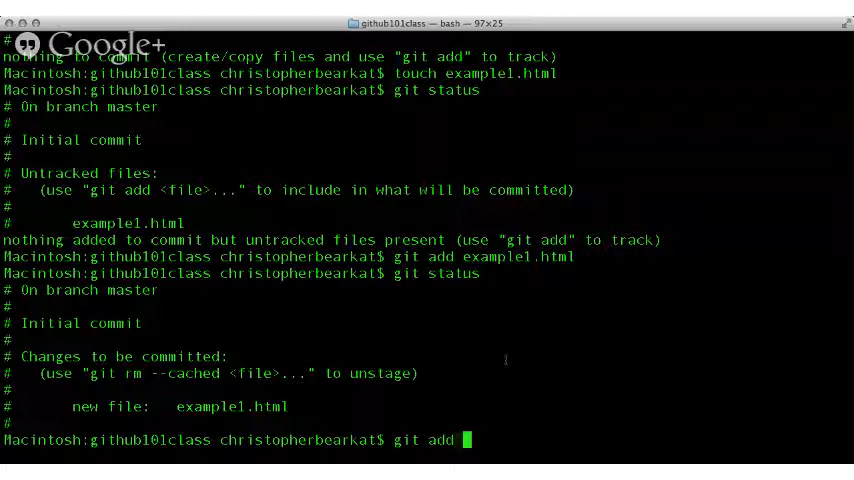 github101class — bash — 97×25
#
Google+
nothing to commit (create/copy files and use "git add" to track)
Macintosh:github101class christopherbearkat$ touch example1.html
Macintosh:github101class christopherbearkat$ git status
# On branch master
#
# Initial commit
#
# Untracked files:
#   (use "git add <file>..." to include in what will be committed)
#
#       example1.html
nothing added to commit but untracked files present (use "git add" to track)
Macintosh:github101class christopherbearkat$ git add example1.html
Macintosh:github101class christopherbearkat$ git status
# On branch master
#
# Initial commit
#
# Changes to be committed:
#   (use "git rm --cached <file>..." to unstage)
#
#       new file:   example1.html
#
Macintosh:github101class christopherbearkat$ git add